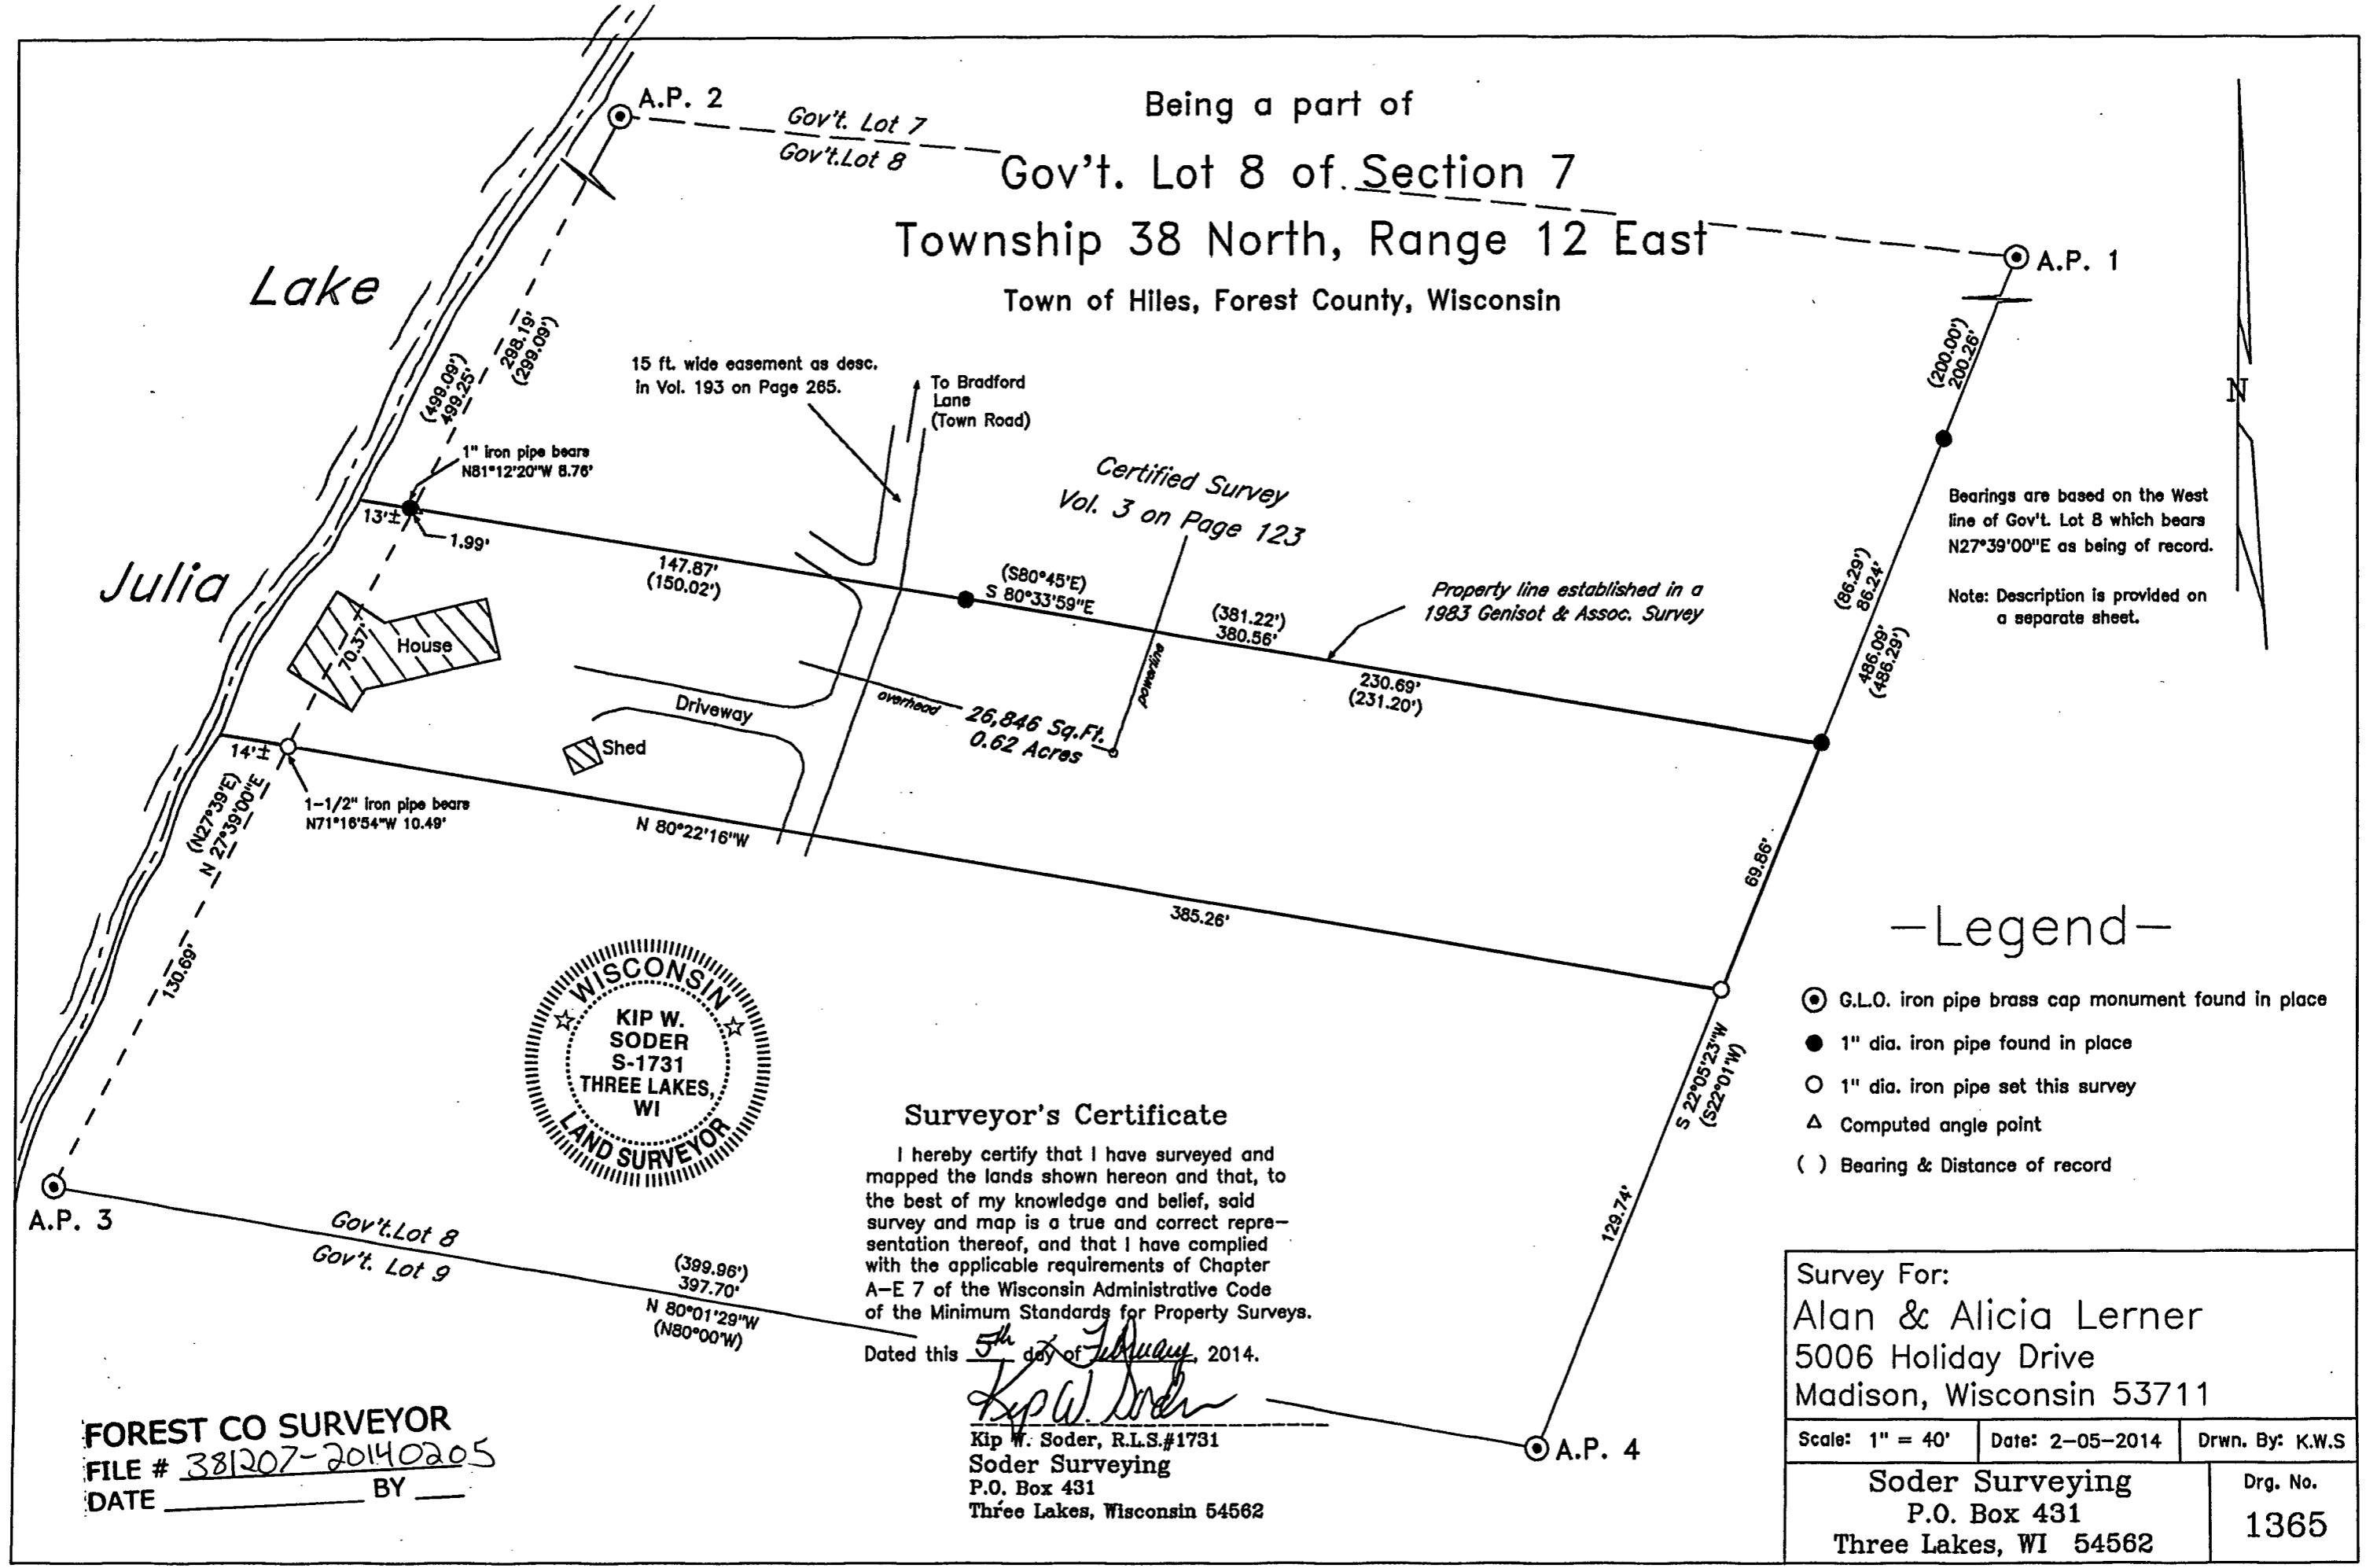 Being a part of
Gov't. Lot 8 of Section 7
Township 38 North, Range 12 East
Town of Hiles, Forest County, Wisconsin
A.P. 2
Gov't. Lot 7
Gov't.Lot 8
A.P. 1
Lake
Julia
298.19'
(299.09')
(499.09')
499.25'
15 ft. wide easement as desc.
in Vol. 193 on Page 265.
To Bradford
Lane
(Town Road)
(200.00')
200.26'
N
1" iron pipe bears
N81°12'20"W 8.76'
13'±
1.99'
Certified Survey
Vol. 3 on Page 123
Bearings are based on the West
line of Gov't. Lot 8 which bears
N27°39'00"E as being of record.
Note: Description is provided on
a separate sheet.
147.87'
(150.02')
(S80°45'E)
S 80°33'59"E
(381.22')
380.56'
Property line established in a
1983 Genisot & Assoc. Survey
(86.29')
86.24'
486.09'
(486.29')
230.69'
(231.20')
70.37'
House
Driveway
Shed
overhead
powerline
26,846 Sq.Ft.
0.62 Acres
14'±
1-1/2" iron pipe bears
N71°16'54"W 10.49'
(N27°39'E)
N 27°39'00"E
N 80°22'16"W
385.26'
69.86'
130.69'
S 22°05'23"W
(S22°01'W)
129.74'
-Legend-
G.L.O. iron pipe brass cap monument found in place
1" dia. iron pipe found in place
1" dia. iron pipe set this survey
Computed angle point
( ) Bearing & Distance of record
WISCONSIN
KIP W.
SODER
S-1731
THREE LAKES,
WI
LAND SURVEYOR
A.P. 3
Gov't.Lot 8
Gov't. Lot 9
(399.96')
397.70'
N 80°01'29"W
(N80°00'W)
A.P. 4
Surveyor's Certificate
I hereby certify that I have surveyed and
mapped the lands shown hereon and that, to
the best of my knowledge and belief, said
survey and map is a true and correct repre-
sentation thereof, and that I have complied
with the applicable requirements of Chapter
A-E 7 of the Wisconsin Administrative Code
of the Minimum Standards for Property Surveys.
Dated this 5th day of February, 2014.
Kip W. Soder
Kip W. Soder, R.L.S.#1731
Soder Surveying
P.O. Box 431
Three Lakes, Wisconsin 54562
FOREST CO SURVEYOR
FILE # 381207-20140205
DATE BY
Survey For:
Alan & Alicia Lerner
5006 Holiday Drive
Madison, Wisconsin 53711
Scale: 1" = 40'
Date: 2-05-2014
Drwn. By: K.W.S
Soder Surveying
P.O. Box 431
Three Lakes, WI 54562
Drg. No.
1365